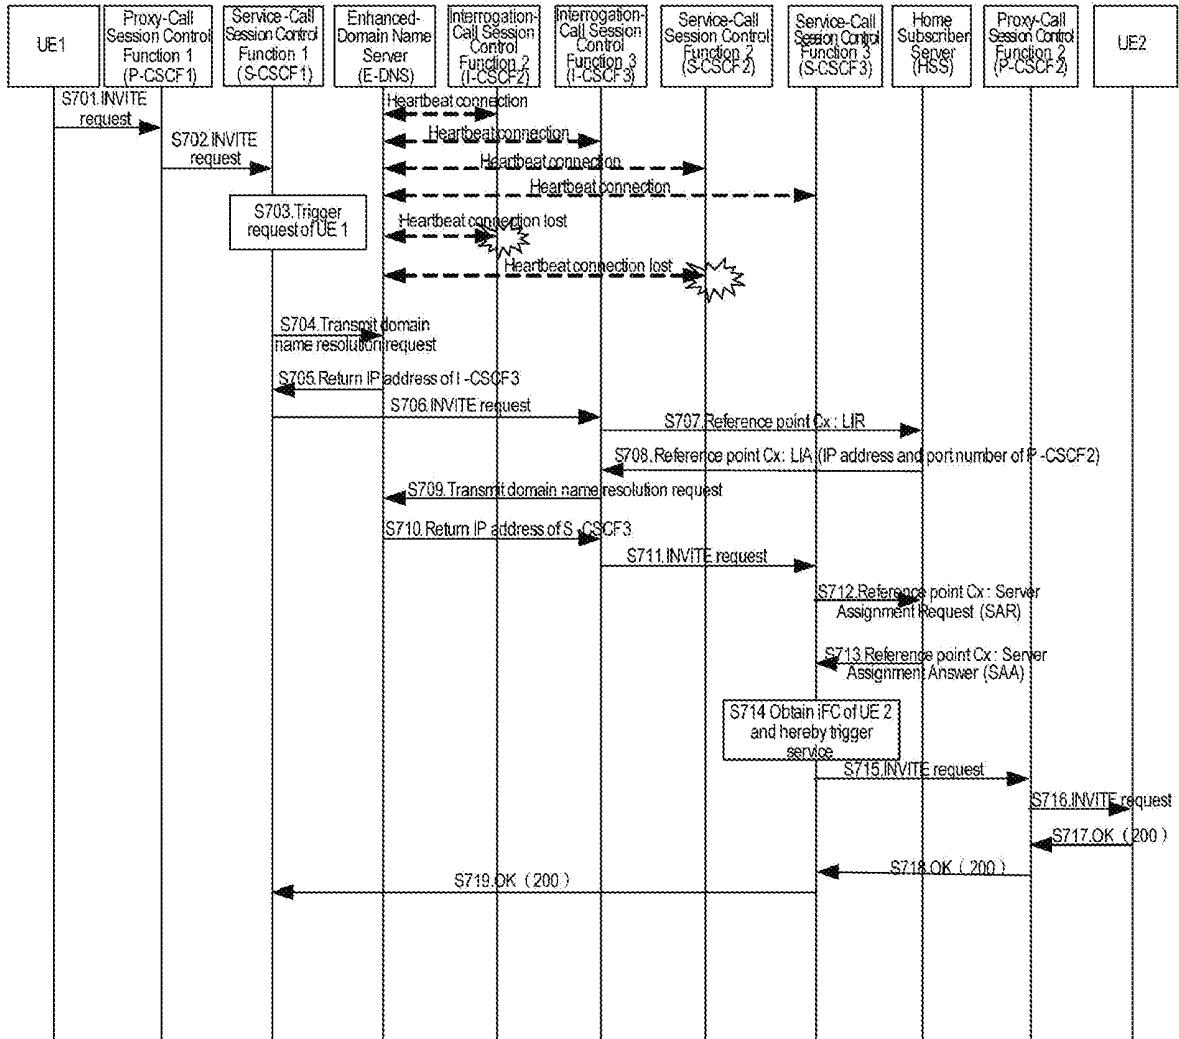 UE1
Proxy-Call
Session Control
Function 1
(P-CSCF1)
Service-Call
Session Control
Function 1
(S-CSCF1)
Enhanced-
Domain Name
Server
(E-DNS)
Interrogation-
Call Session
Control
Function 2
(I-CSCF2)
Interrogation-
Call Session
Control
Function 3
(I-CSCF3)
Service-Call
Session Control
Function 2
(S-CSCF2)
Service-Call
Session Control
Function 3
(S-CSCF3)
Home
Subscriber
Server
(HSS)
Proxy-Call
Session Control
Function 2
(P-CSCF2)
UE2
S701.INVITE
request
Heartbeat connection
Heartbeat connection
S702.INVITE
request
Heartbeat connection
Heartbeat connection
S703.Trigger
request of UE 1
Heartbeat connection lost
Heartbeat connection lost
S704.Transmit domain
name resolution request
S705.Return IP address of I -CSCF3
S706.INVITE request
S707.Reference point Cx : LIR
S708.Reference point Cx: LIA (IP address and port number of P -CSCF2)
S709.Transmit domain name resolution request
S710.Return IP address of S -CSCF3
S711.INVITE request
S712.Reference point Cx : Server
Assignment Request (SAR)
S713.Reference point Cx : Server
Assignment Answer (SAA)
S714 Obtain iFC of UE 2
and hereby trigger
service
S715.INVITE request
S716.INVITE request
S717.OK（200）
S718.OK（200）
S719.OK（200）